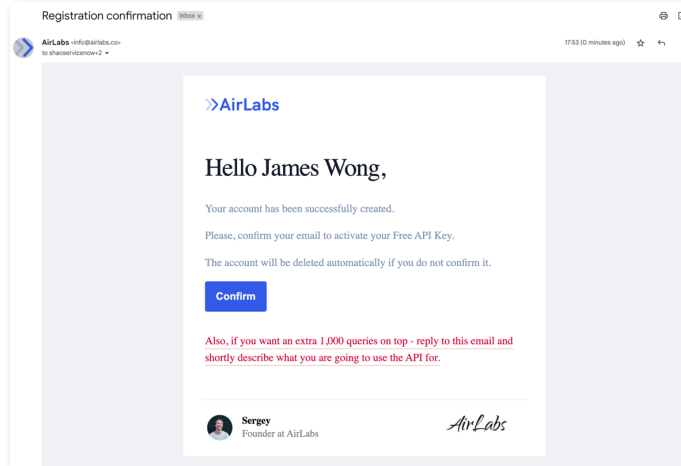 Registration confirmation Inbox x
AirLabs <info@airlabs.co>
17:53 (0 minutes ago)
to shaoservicenow+2
AirLabs
Hello James Wong,
Your account has been successfully created.
Please, confirm your email to activate your Free API Key.
The account will be deleted automatically if you do not confirm it.
Confirm
Also, if you want an extra 1,000 queries on top - reply to this email and
shortly describe what you are going to use the API for.
Sergey
Founder at AirLabs
AirLabs